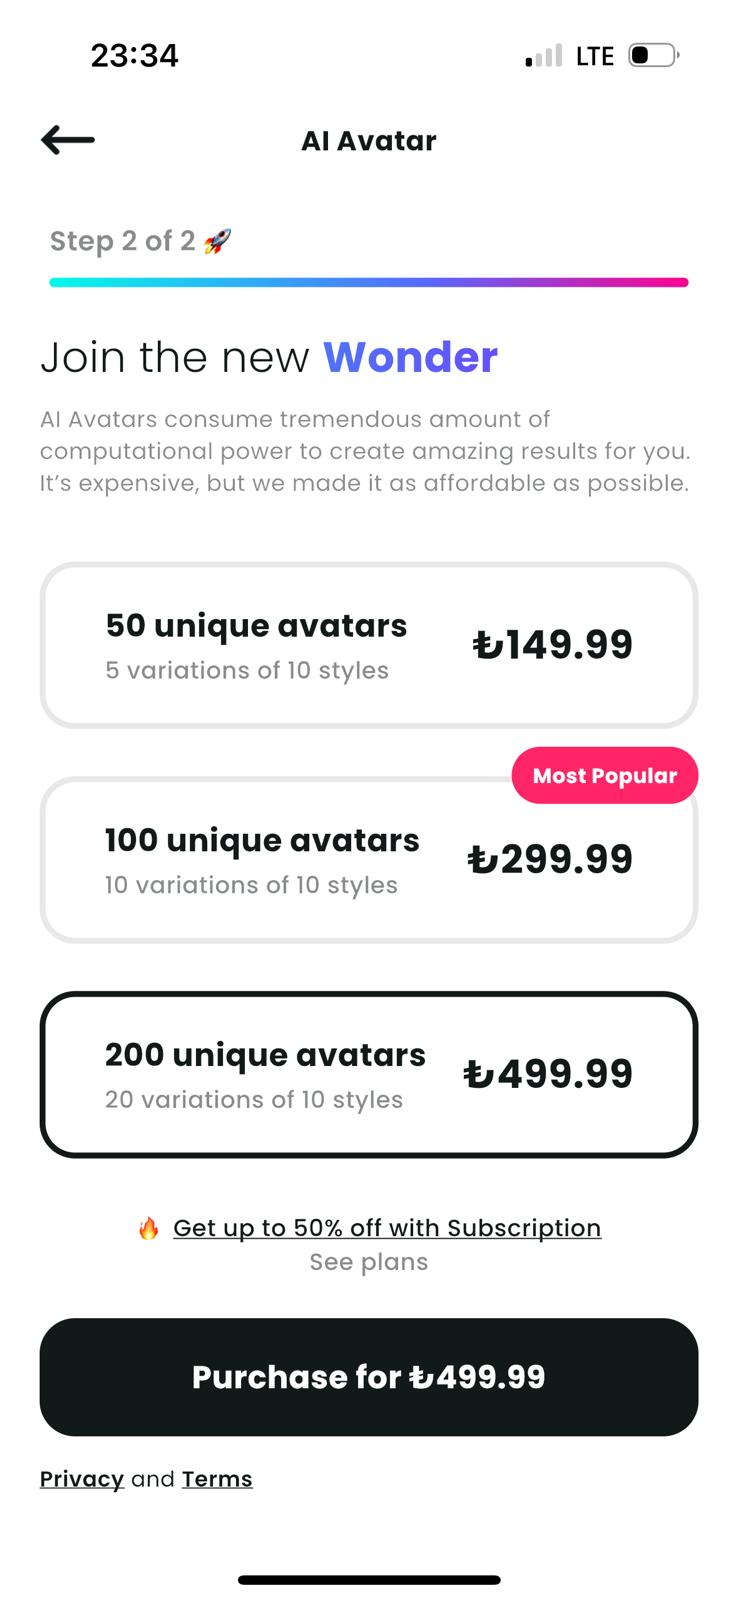 23:34
LTE
AI Avatar
Step 2 of 2 🚀
Join the new Wonder
AI Avatars consume tremendous amount of
computational power to create amazing results for you.
It’s expensive, but we made it as affordable as possible.
50 unique avatars
5 variations of 10 styles
₺149.99
Most Popular
100 unique avatars
10 variations of 10 styles
₺299.99
200 unique avatars
20 variations of 10 styles
₺499.99
🔥 Get up to 50% off with Subscription
See plans
Purchase for ₺499.99
Privacy and Terms